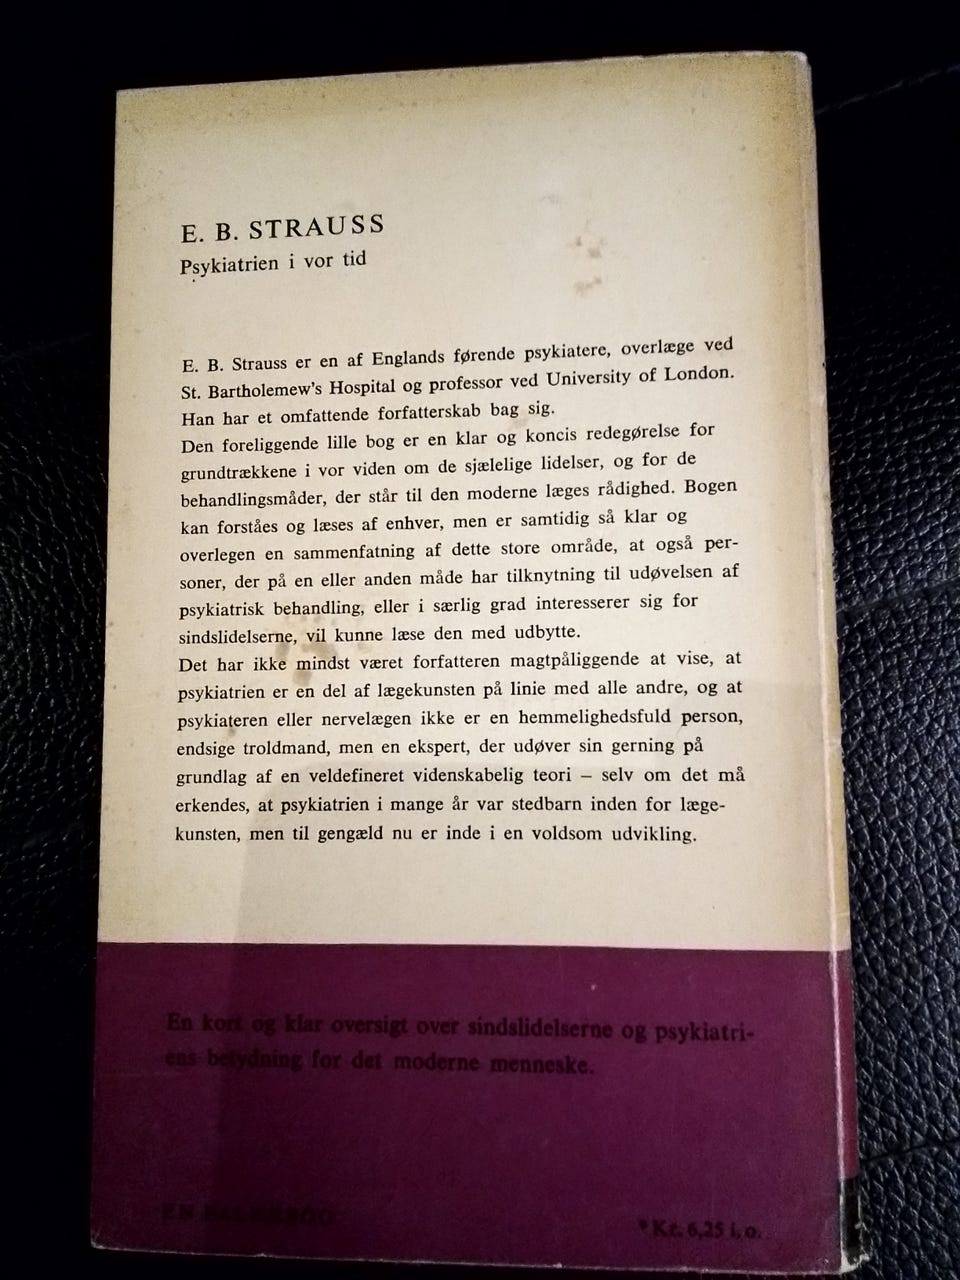 E. B. STRAUSS
Psykiatrien i vor tid
E. B. Strauss er en af Englands førende psykiatere, overlæge ved
St. Bartholemew's Hospital og professor ved University of London.
Han har et omfattende forfatterskab bag sig.
Den foreliggende lille bog er en klar og koncis redegørelse for
grundtrækkene i vor viden om de sjælelige lidelser, og for de
behandlingsmåder, der står til den moderne læges rådighed. Bogen
kan forståes og læses af enhver, men er samtidig så klar og
overlegen en sammenfatning af dette store område, at også per-
soner, der på en eller anden måde har tilknytning til udøvelsen af
psykiatrisk behandling, eller i særlig grad interesserer sig for
sindslidelserne, vil kunne læse den med udbytte.
Det har ikke mindst været forfatteren magtpåliggende at vise, at
psykiatrien er en del af lægekunsten på linie med alle andre, og at
psykiateren eller nervelægen ikke er en hemmelighedsfuld person,
endsige troldmand, men en ekspert, der udøver sin gerning på
grundlag af en veldefineret videnskabelig teori – selv om det må
erkendes, at psykiatrien i mange år var stedbarn inden for læge-
kunsten, men til gengæld nu er inde i en voldsom udvikling.
En kort og klar oversigt over sindslidelserne og psykiatri-
ens betydning for det moderne menneske.
EN
* Kr. 6,25 i. o.